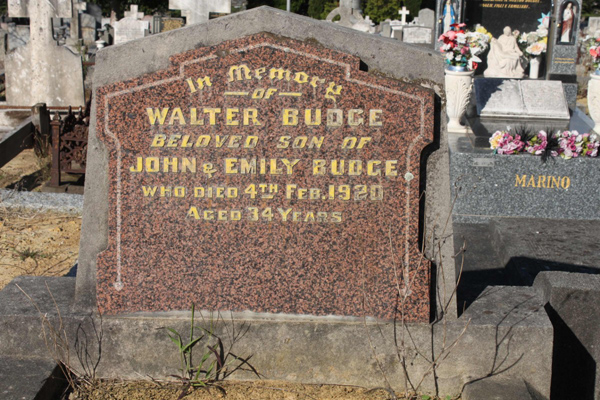 In Memory
of
WALTER BUDGE
BELOVED SON OF
JOHN & EMILY BUDGE
WHO DIED 4TH FEB. 1920
AGED 34 YEARS
MARINO